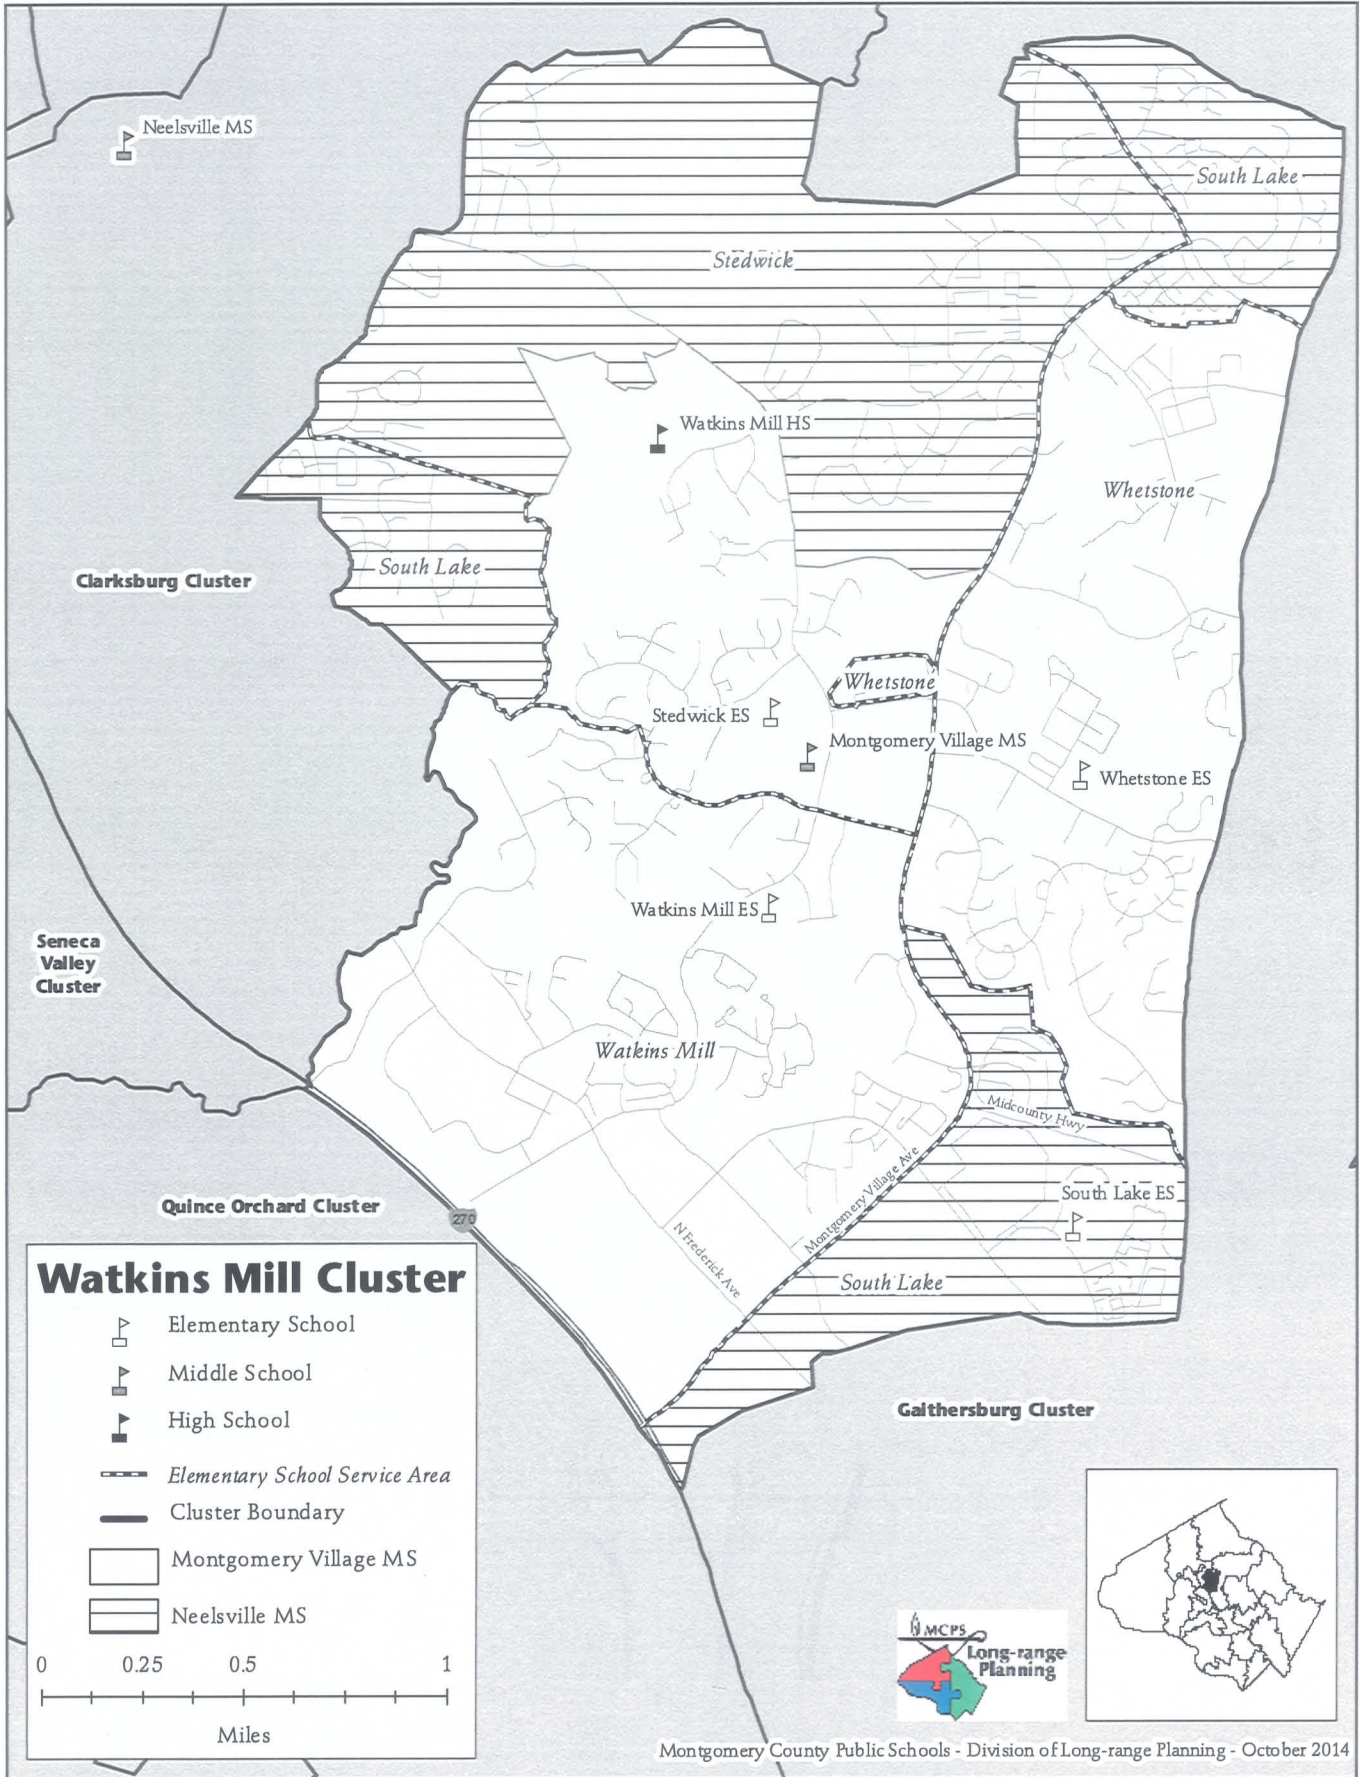 Neelsville MS
South Lake
Stedwick
Watkins Mill HS
Whetstone
South Lake
Clarksburg Cluster
Whetstone
Stedwick ES
Montgomery Village MS
Whetstone ES
Watkins Mill ES
Seneca
Valley
Cluster
Watkins Mill
Midcounty Hwy
Montgomery Village Ave
South Lake ES
Quince Orchard Cluster
270
N Frederick Ave
South Lake
Gaithersburg Cluster
Watkins Mill Cluster
Elementary School
Middle School
High School
Elementary School Service Area
Cluster Boundary
Montgomery Village MS
Neelsville MS
0 0.25 0.5 1
Miles
MCPS
Long-range
Planning
Montgomery County Public Schools - Division of Long-range Planning - October 2014